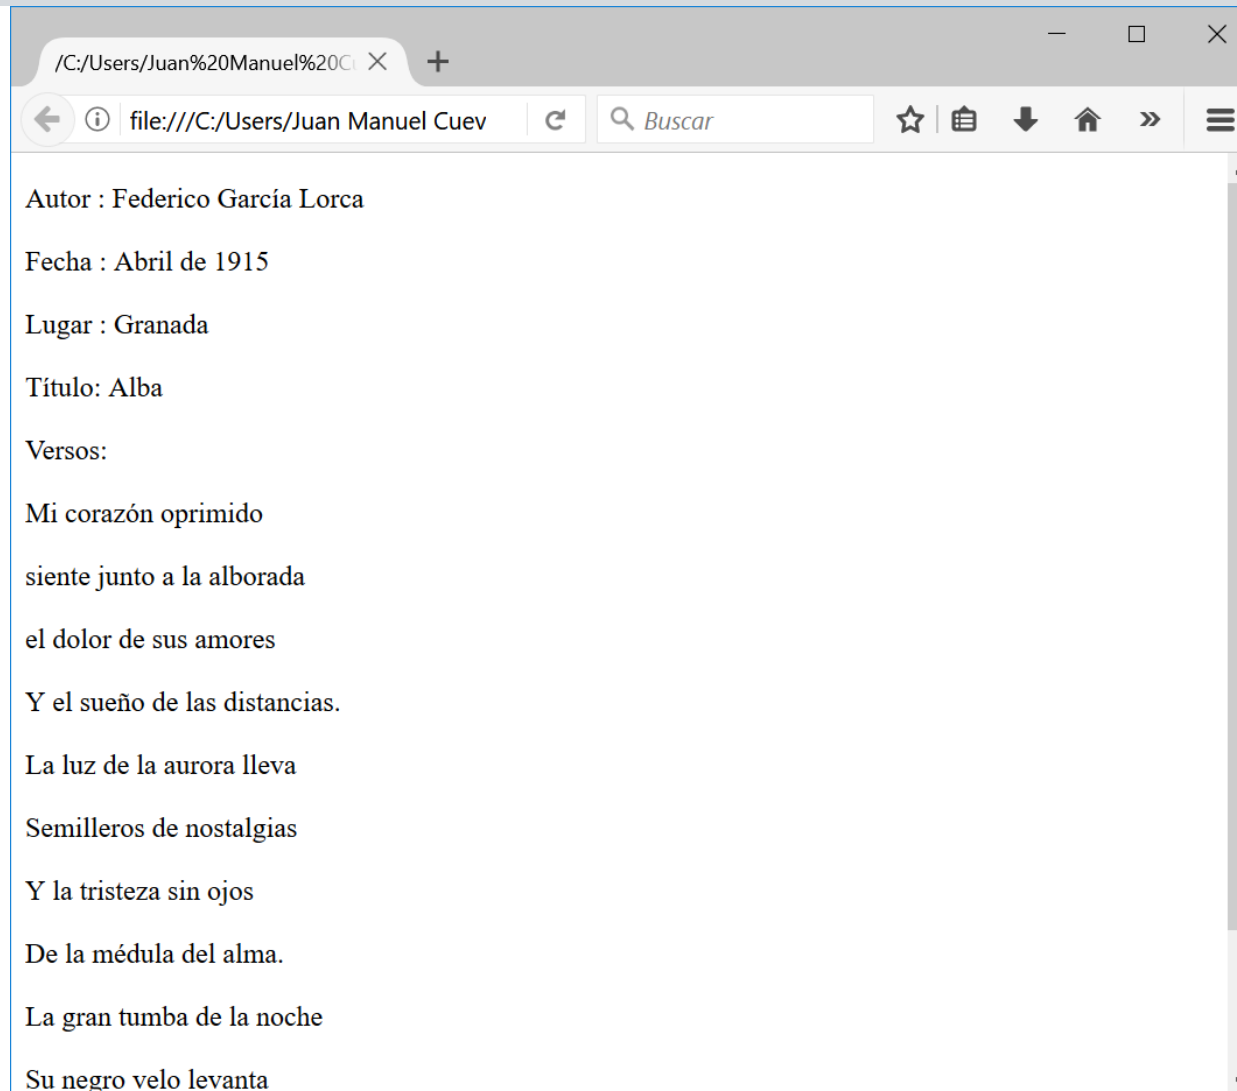 /C:/Users/Juan%20Manuel%20C
file:///C:/Users/Juan Manuel Cuev
Buscar
Autor : Federico García Lorca
Fecha : Abril de 1915
Lugar : Granada
Título: Alba
Versos:
Mi corazón oprimido
siente junto a la alborada
el dolor de sus amores
Y el sueño de las distancias.
La luz de la aurora lleva
Semilleros de nostalgias
Y la tristeza sin ojos
De la médula del alma.
La gran tumba de la noche
Su negro velo levanta